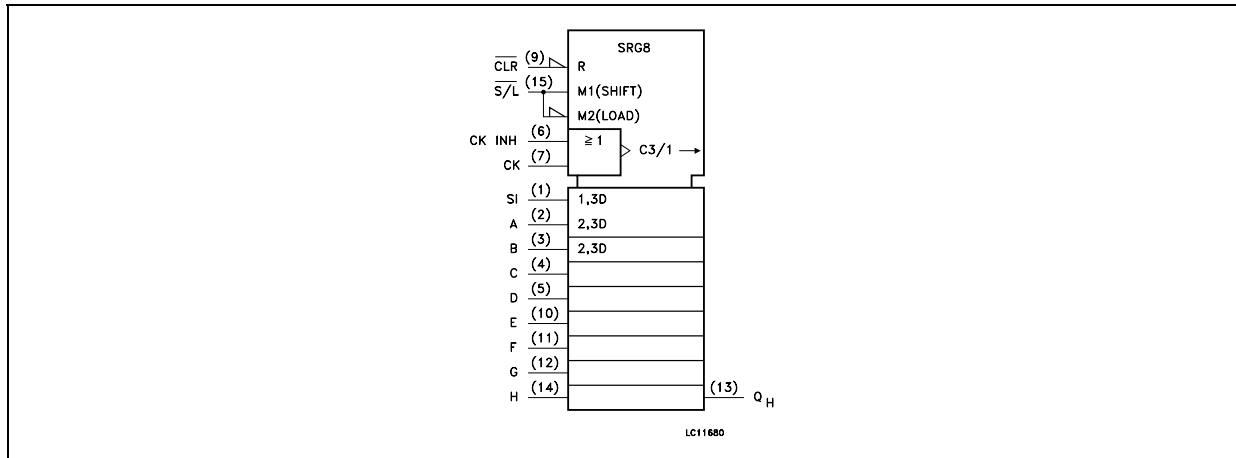 SRG8
CLR (9) R
S/L (15) M1(SHIFT)
M2(LOAD)
CK INH (6) ≧1
C3/1
CK (7)
SI (1) 1,3D
A (2) 2,3D
B (3) 2,3D
C (4)
D (5)
E (10)
F (11)
G (12)
H (14) (13) QH
LC11680